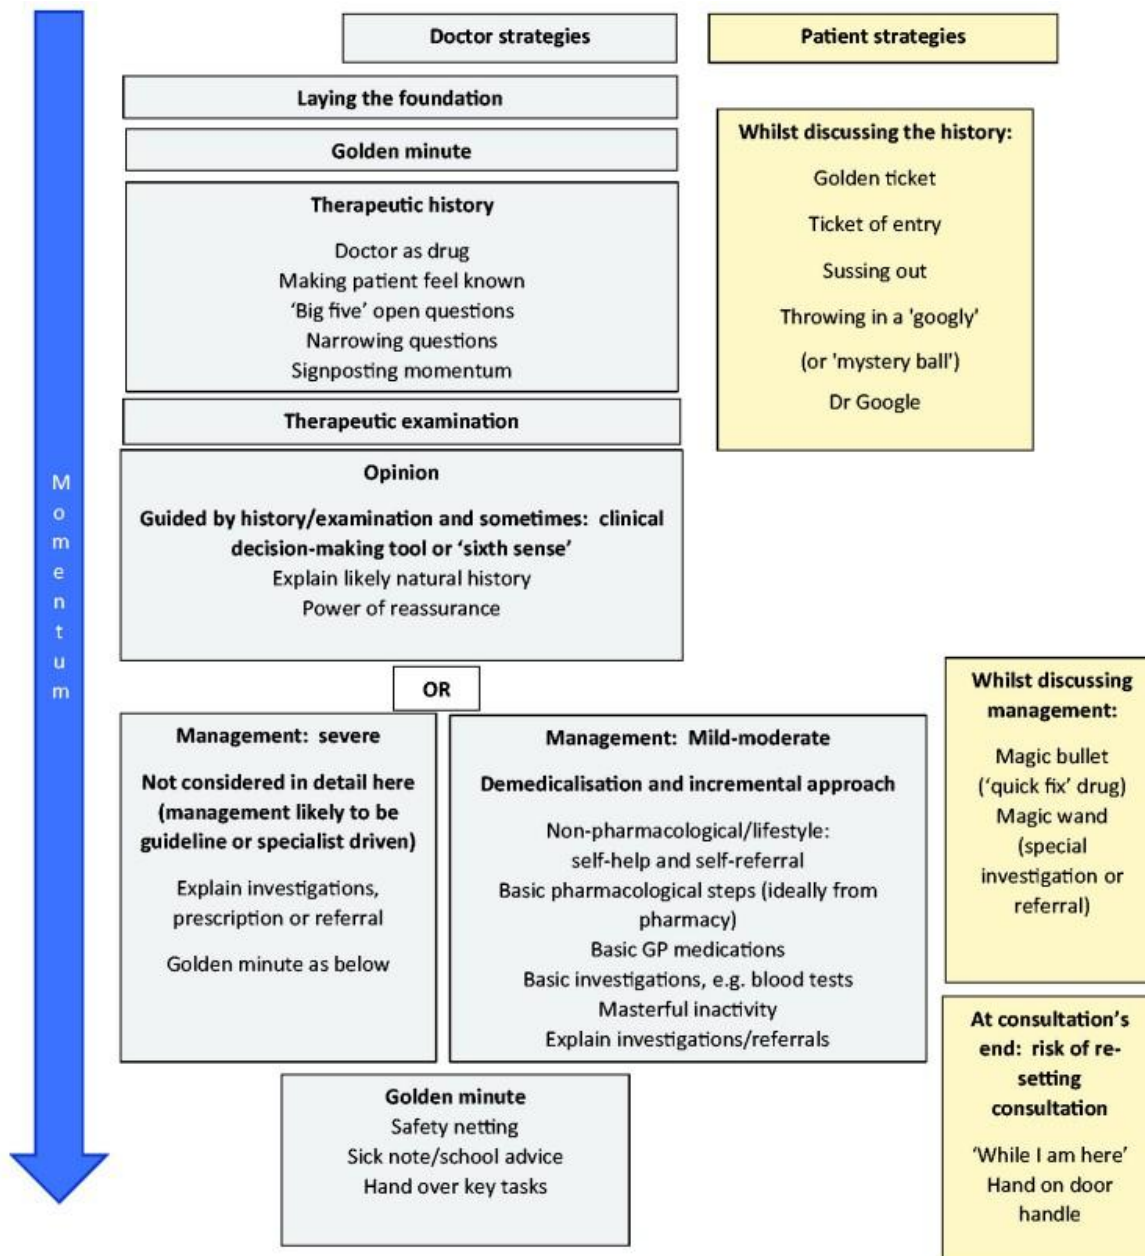 Doctor strategies
Patient strategies
Laying the foundation
Golden minute
Therapeutic history
Doctor as drug
Making patient feel known
‘Big five’ open questions
Narrowing questions
Signposting momentum
Therapeutic examination
Whilst discussing the history:
Golden ticket
Ticket of entry
Sussing out
Throwing in a 'googly'
(or 'mystery ball')
Dr Google
M
o
m
e
n
t
u
m
Opinion
Guided by history/examination and sometimes: clinical
decision-making tool or ‘sixth sense’
Explain likely natural history
Power of reassurance
OR
Management: severe
Not considered in detail here
(management likely to be
guideline or specialist driven)
Explain investigations,
prescription or referral
Golden minute as below
Management: Mild-moderate
Demedicalisation and incremental approach
Non-pharmacological/lifestyle:
self-help and self-referral
Basic pharmacological steps (ideally from
pharmacy)
Basic GP medications
Basic investigations, e.g. blood tests
Masterful inactivity
Explain investigations/referrals
Whilst discussing
management:
Magic bullet
(‘quick fix’ drug)
Magic wand
(special
investigation or
referral)
Golden minute
Safety netting
Sick note/school advice
Hand over key tasks
At consultation’s
end: risk of re-
setting
consultation
‘While I am here’
Hand on door
handle